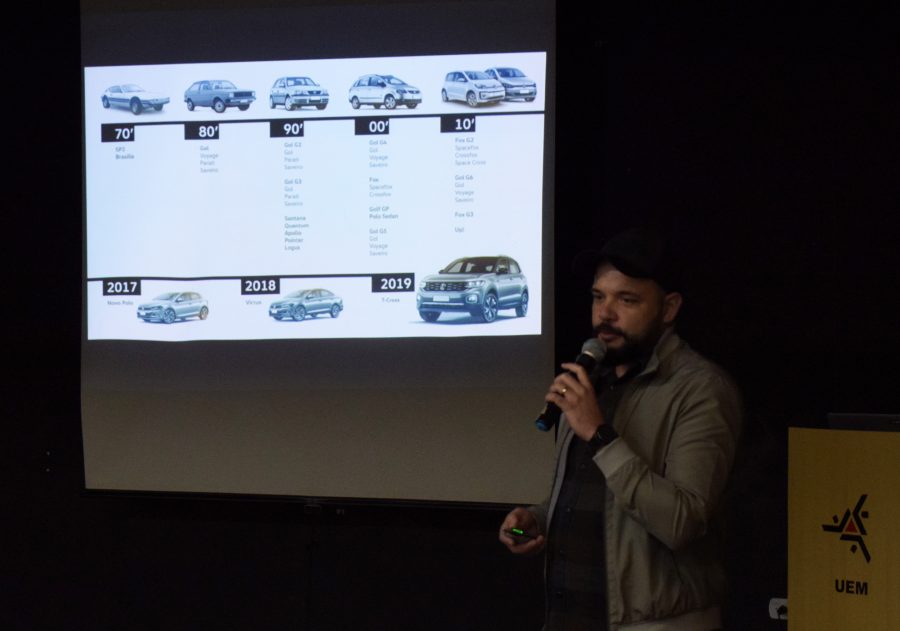 70'
80'
90'
00'
10'
SP2
Brasilia
Gol
Voyage
Parati
Saveiro
Gol G2
Gol
Parati
Saveiro
Gol G3
Gol
Parati
Saveiro
Santana
Quantum
Apollo
Pointer
Logus
Gol G4
Gol
Voyage
Saveiro
Fox
Spacefox
Crossfox
Golf GP
Polo Sedan
Gol G5
Gol
Voyage
Saveiro
Fox G2
Spacefox
Crossfox
Space Cross
Gol G6
Gol
Voyage
Saveiro
Fox G3
Up!
2017
2018
2019
Novo Polo
Virtus
T-Cross
UEM